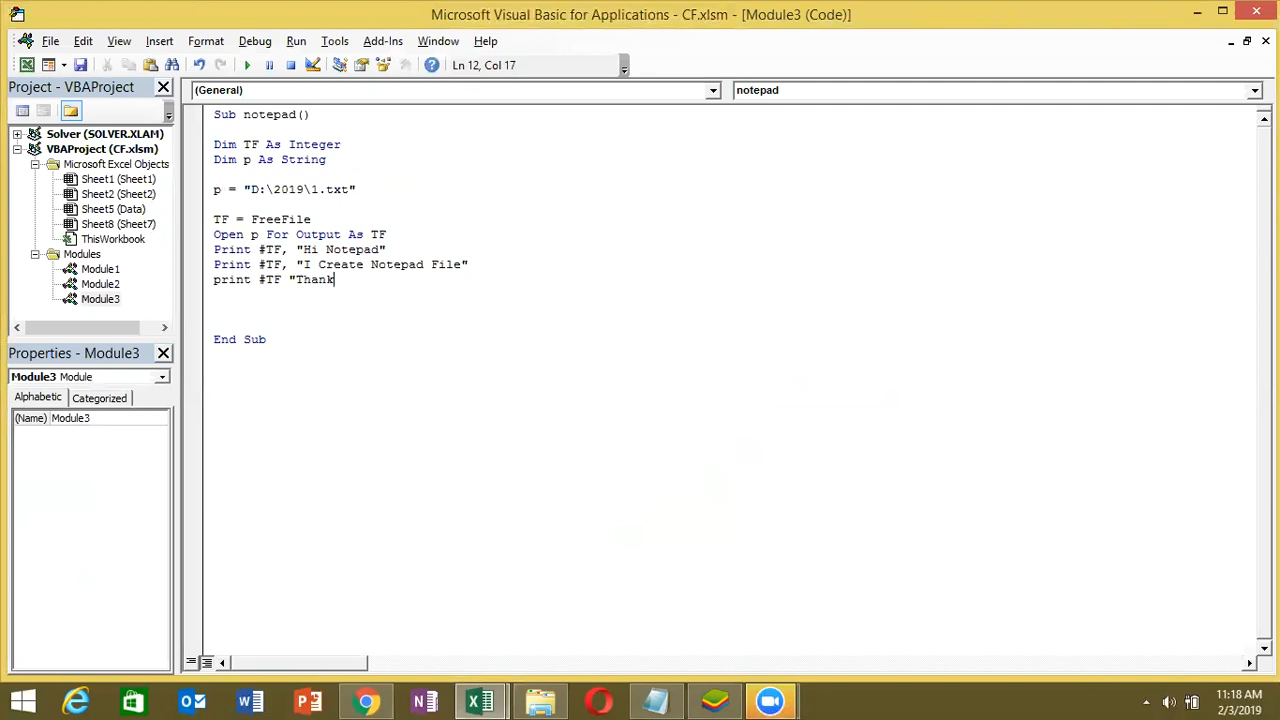 Microsoft Visual Basic for Applications - CF.xlsm - [Module3 (Code)]
File Edit View Insert Format Debug Run Tools Add-Ins Window Help
Ln 12, Col 17
Project - VBAProject
(General)
notepad
Solver (SOLVER.XLAM)
VBAProject (CF.xlsm)
Microsoft Excel Objects
Sheet1 (Sheet1)
Sheet2 (Sheet2)
Sheet5 (Data)
Sheet8 (Sheet7)
ThisWorkbook
Modules
Module1
Module2
Module3
Properties - Module3
Module3 Module
Alphabetic Categorized
(Name) Module3
Sub notepad()
Dim TF As Integer
Dim p As String
p = "D:\2019\1.txt"
TF = FreeFile
Open p For Output As TF
Print #TF, "Hi Notepad"
Print #TF, "I Create Notepad File"
print #TF "Thank
End Sub
11:18 AM
2/3/2019